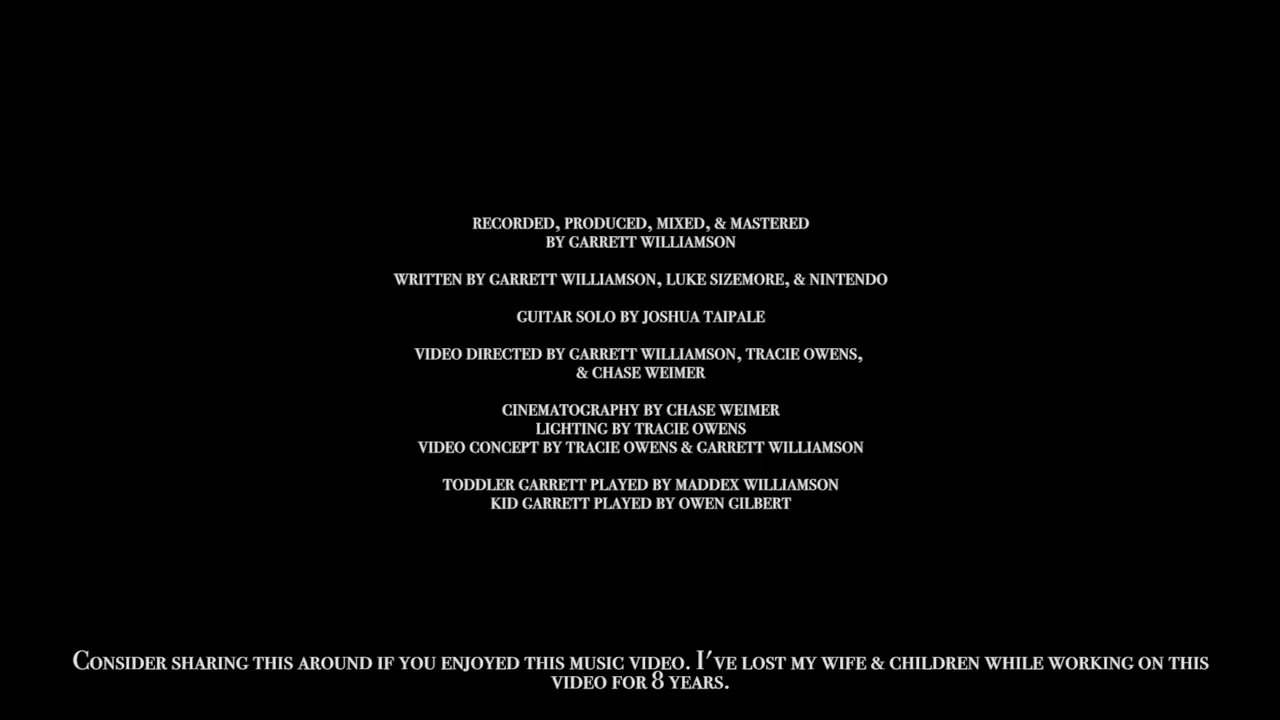 RECORDED, PRODUCED, MIXED, & MASTERED
BY GARRETT WILLIAMSON
WRITTEN BY GARRETT WILLIAMSON, LUKE SIZEMORE, & NINTENDO
GUITAR SOLO BY JOSHUA TAIPALE
VIDEO DIRECTED BY GARRETT WILLIAMSON, TRACIE OWENS,
& CHASE WEIMER
CINEMATOGRAPHY BY CHASE WEIMER
LIGHTING BY TRACIE OWENS
VIDEO CONCEPT BY TRACIE OWENS & GARRETT WILLIAMSON
TODDLER GARRETT PLAYED BY MADDEX WILLIAMSON
KID GARRETT PLAYED BY OWEN GILBERT
CONSIDER SHARING THIS AROUND IF YOU ENJOYED THIS MUSIC VIDEO. I'VE LOST MY WIFE & CHILDREN WHILE WORKING ON THIS
VIDEO FOR 8 YEARS.